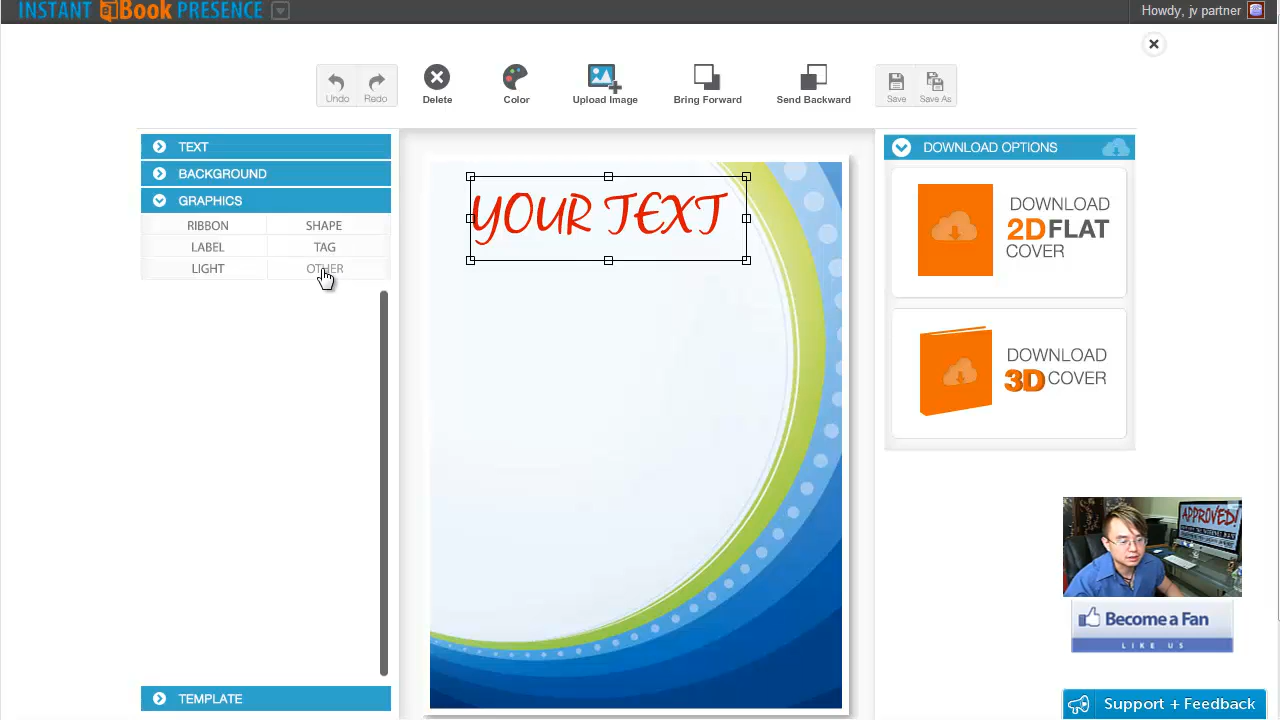 INSTANT eBook PRESENCE
Howdy, jv partner
Undo
Redo
Delete
Color
Upload Image
Bring Forward
Send Backward
Save
Save As
TEXT
BACKGROUND
GRAPHICS
RIBBON
SHAPE
LABEL
TAG
LIGHT
OTHER
TEMPLATE
YOUR TEXT
DOWNLOAD OPTIONS
DOWNLOAD
2D FLAT
COVER
DOWNLOAD
3D COVER
APPROVED!
Become a Fan
LIKE US
Support + Feedback